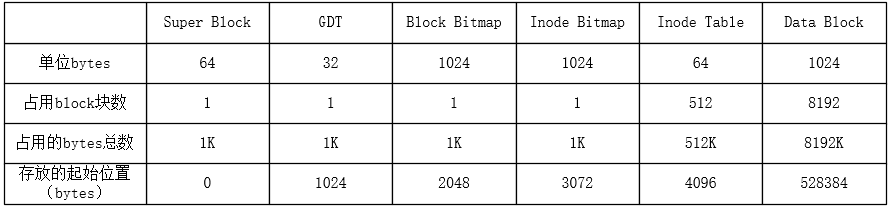 Super Block GDT Block Bitmap Inode Bitmap Inode Table Data Block
单位bytes 64 32 1024 1024 64 1024
占用block块数 1 1 1 1 512 8192
占用的bytes总数 1K 1K 1K 1K 512K 8192K
存放的起始位置
（bytes） 0 1024 2048 3072 4096 528384